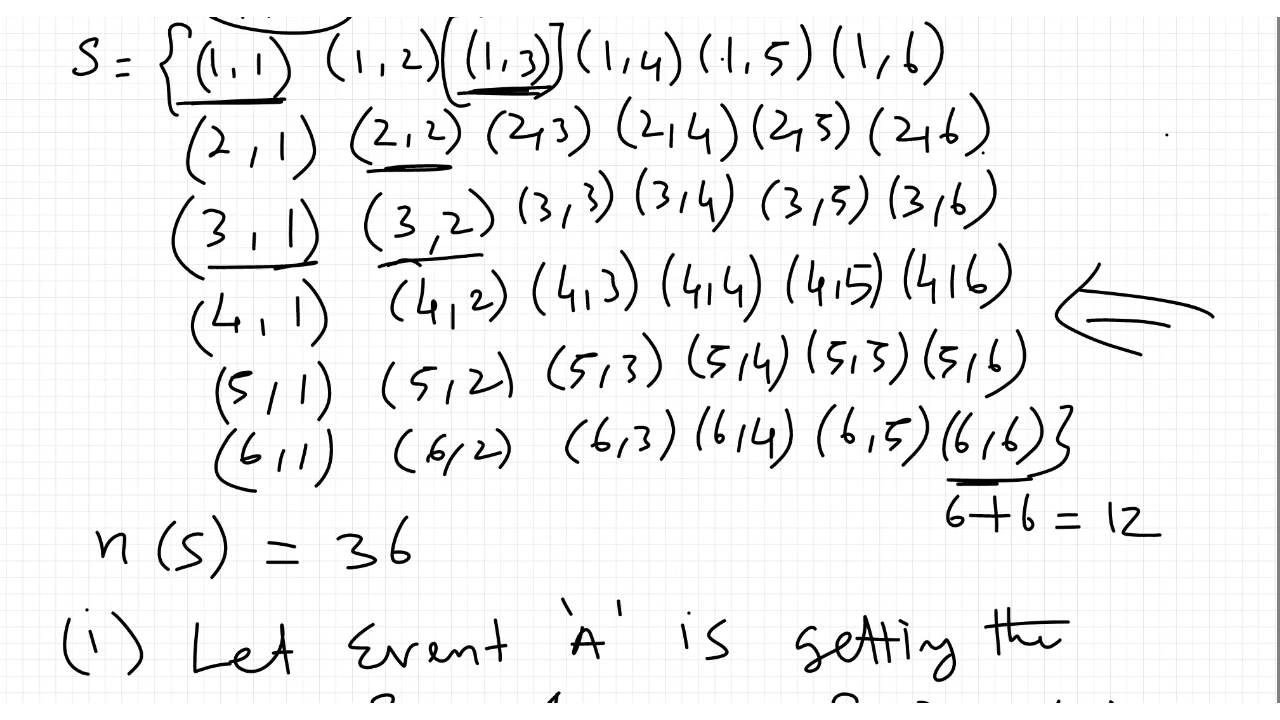 S = {(1,1) (1,2) [(1,3)] (1,4) (1,5) (1,6)
(2,1) (2,2) (2,3) (2,4) (2,5) (2,6)
(3,1) (3,2) (3,3) (3,4) (3,5) (3,6)
(4,1) (4,2) (4,3) (4,4) (4,5) (4,6)
(5,1) (5,2) (5,3) (5,4) (5,5) (5,6)
(6,1) (6,2) (6,3) (6,4) (6,5) (6,6)}
6+6 = 12
n (S) = 36
(i) Let Event 'A' is getting the